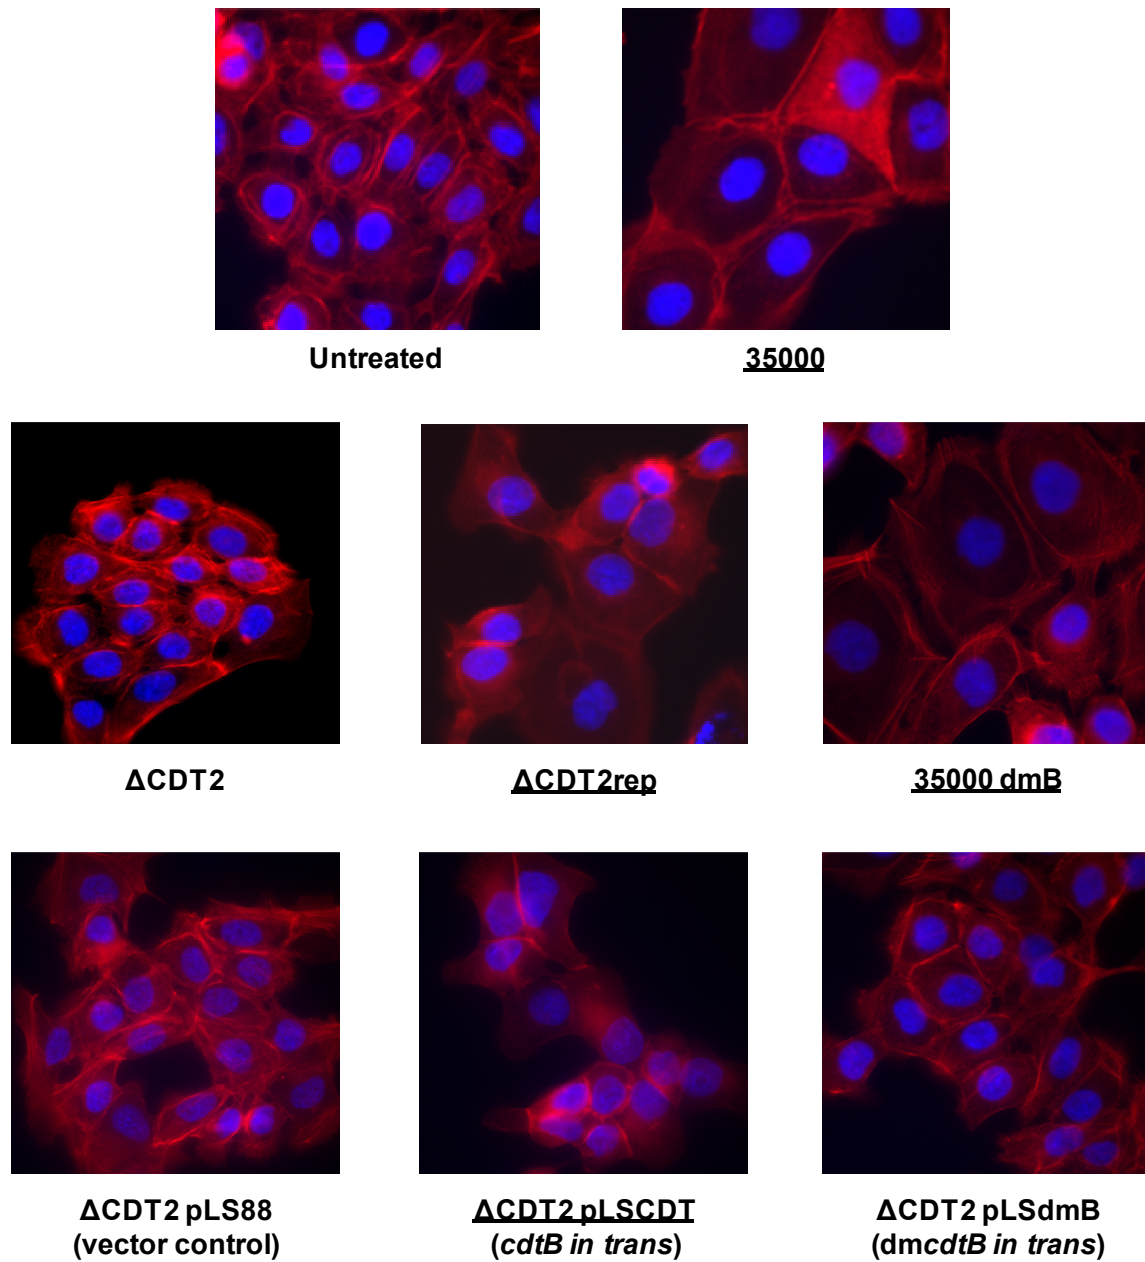 Untreated
35000
ΔCDT2
ΔCDT2rep
35000 dmB
ΔCDT2 pLS88
(vector control)
ΔCDT2 pLSCDT
(cdtB in trans)
ΔCDT2 pLSdmB
(dmcdtB in trans)